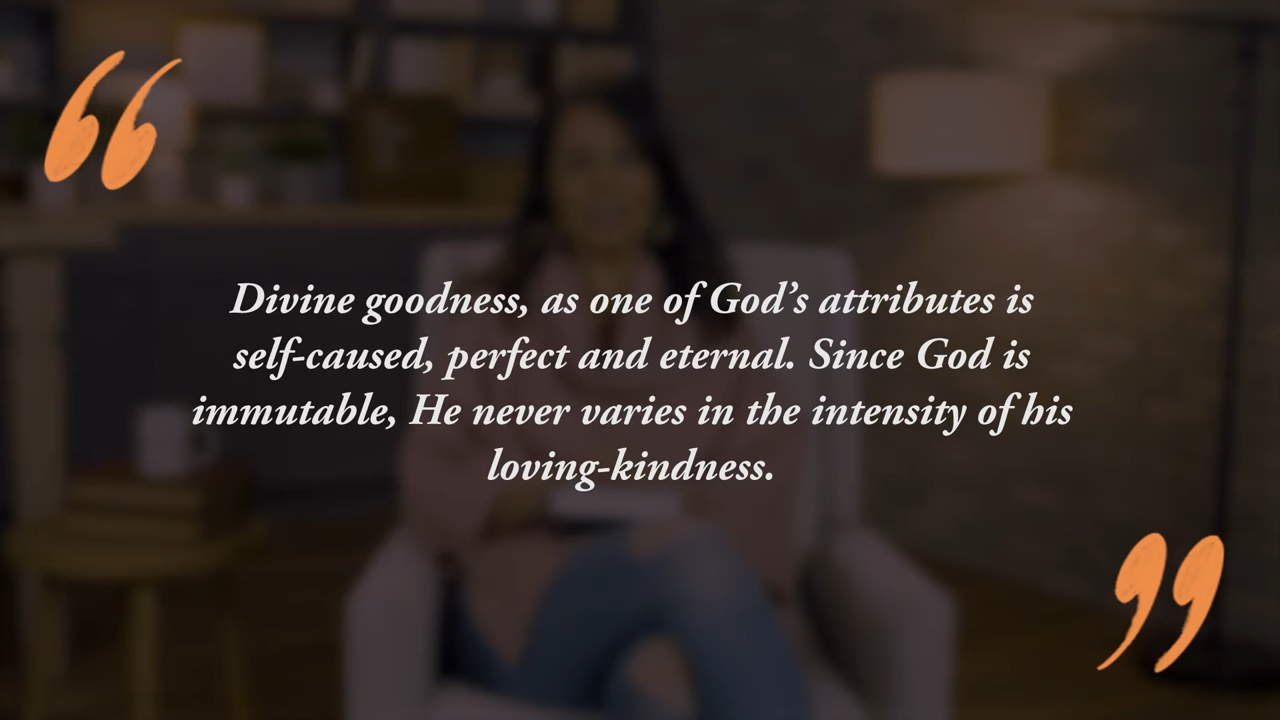 “
Divine goodness, as one of God’s attributes is
self-caused, perfect and eternal. Since God is
immutable, He never varies in the intensity of his
loving-kindness.
”